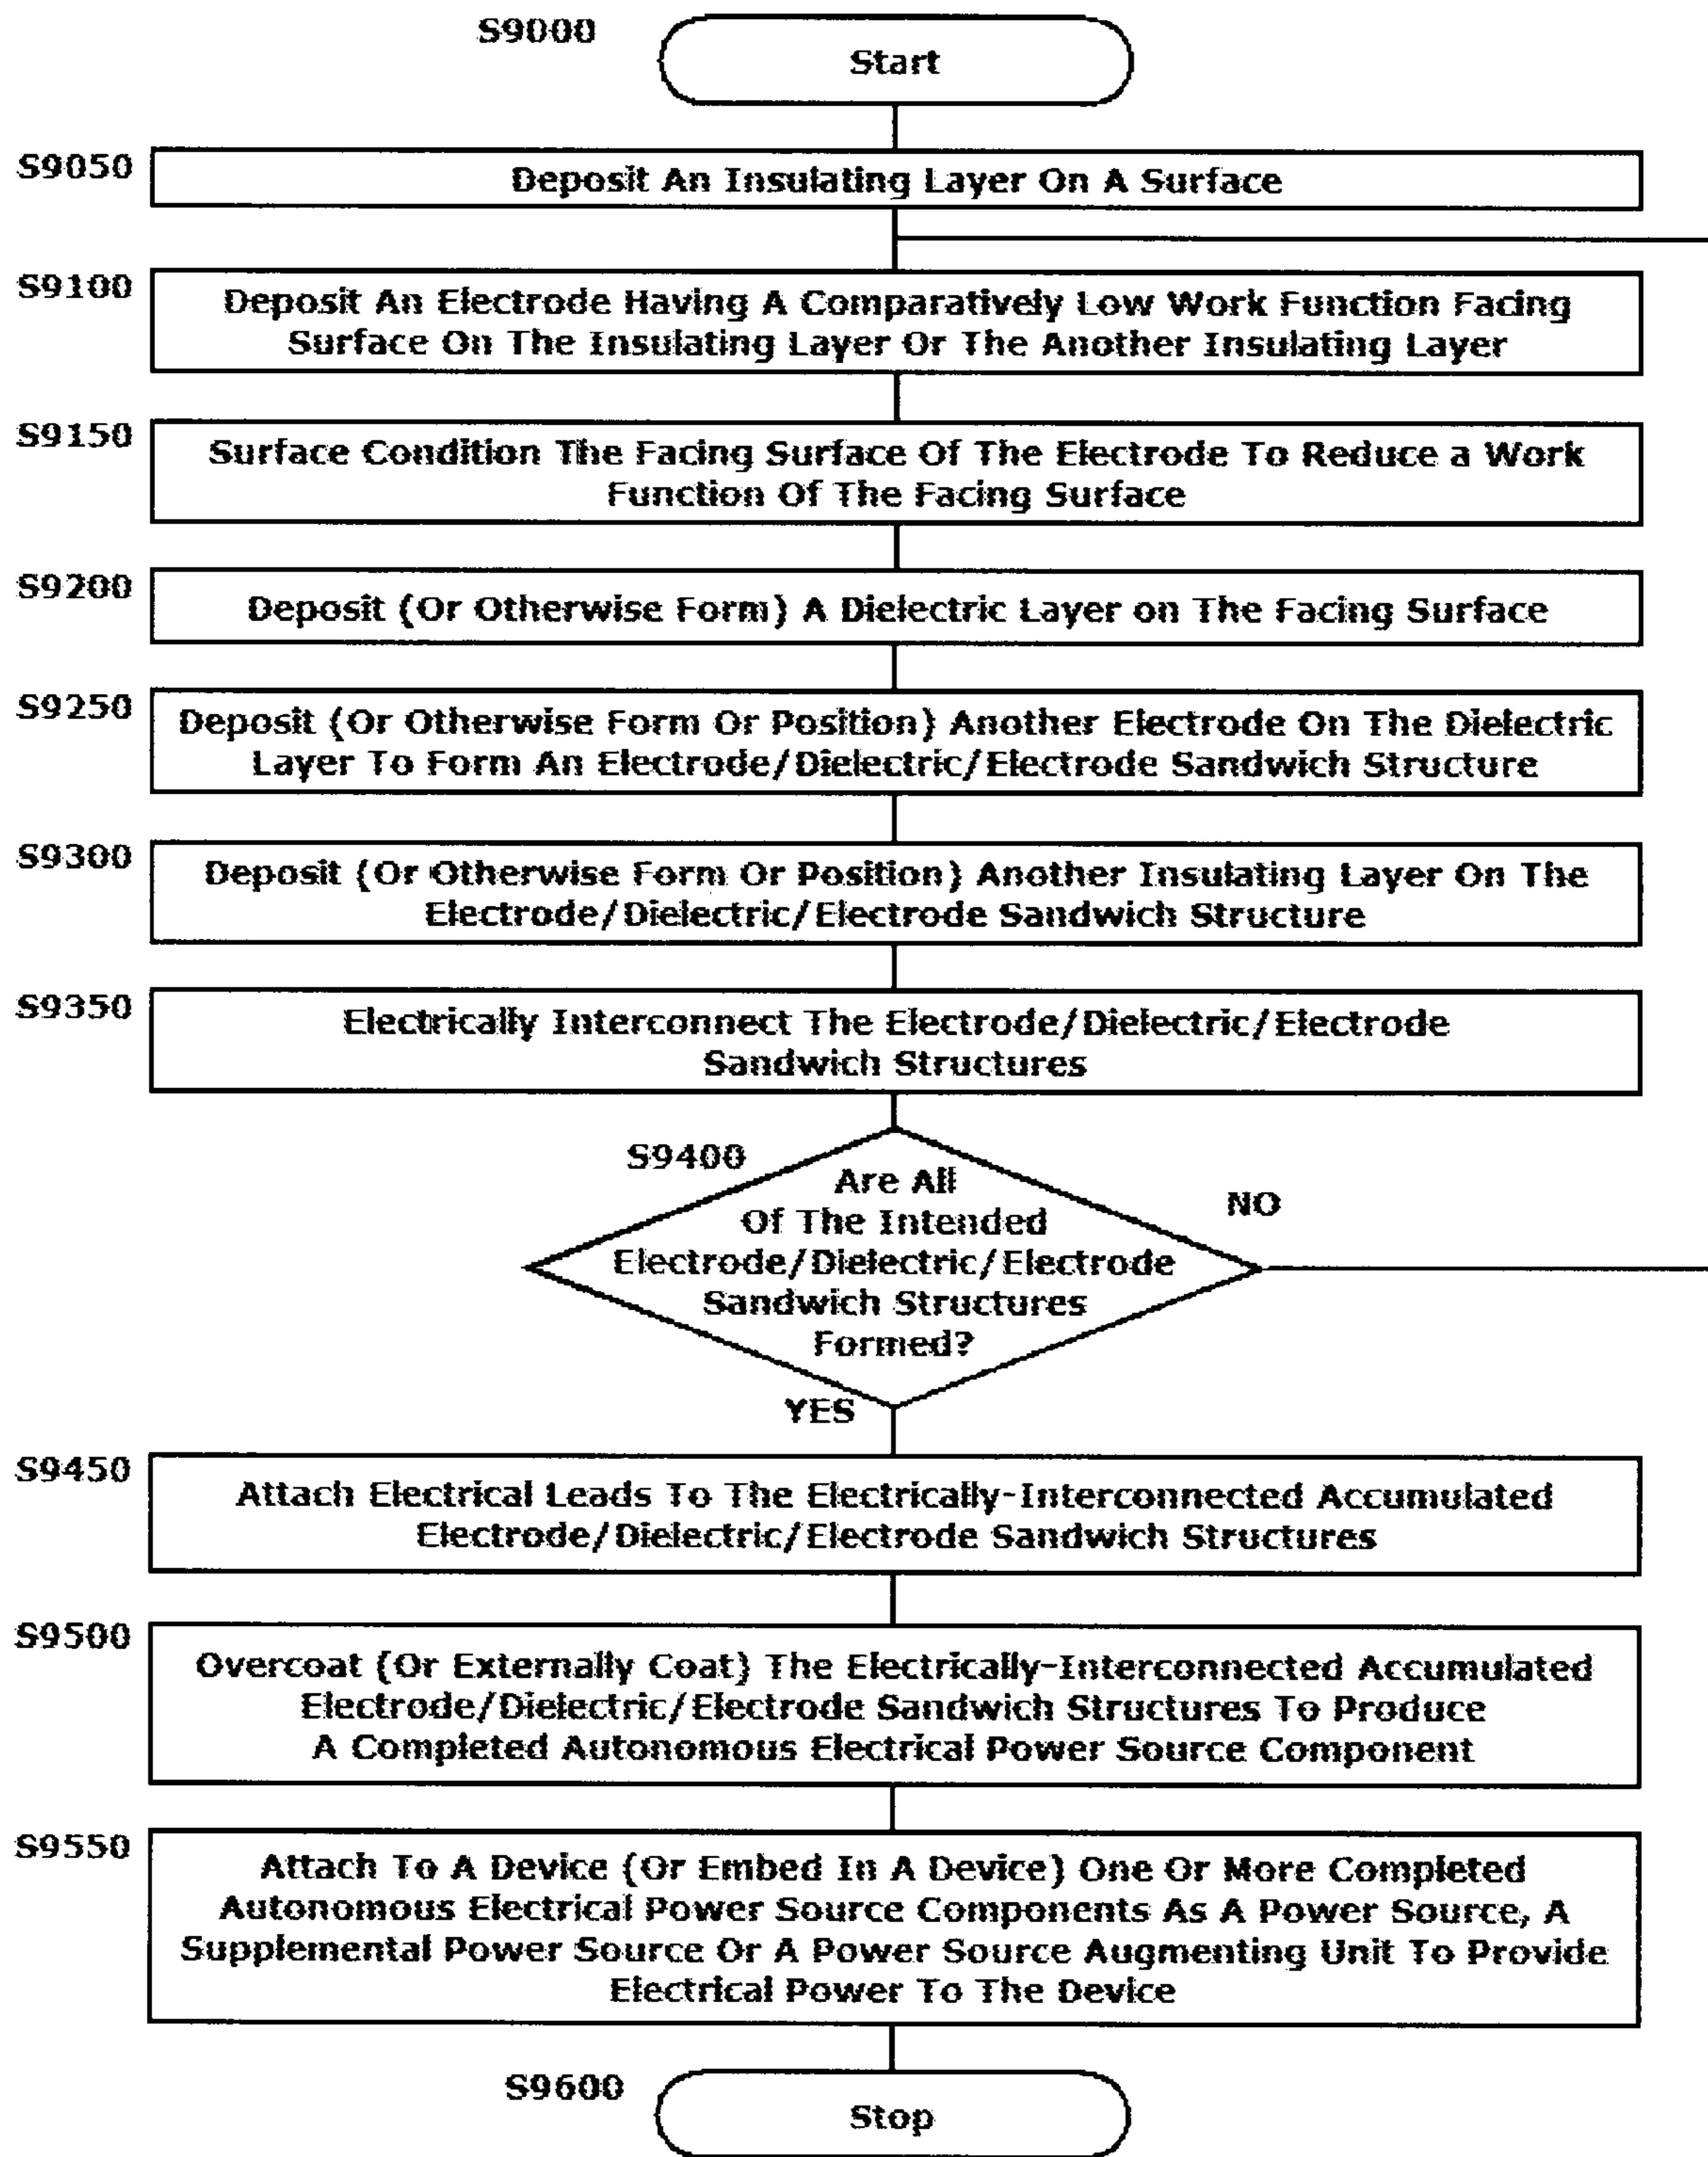 S9000
Start
S9050
Deposit An Insulating Layer On A Surface
S9100
Deposit An Electrode Having A Comparatively Low Work Function Facing
Surface On The Insulating Layer Or The Another Insulating Layer
S9150
Surface Condition The Facing Surface Of The Electrode To Reduce a Work
Function Of The Facing Surface
S9200
Deposit (Or Otherwise Form) A Dielectric Layer on The Facing Surface
S9250
Deposit (Or Otherwise Form Or Position) Another Electrode On The Dielectric
Layer To Form An Electrode/Dielectric/Electrode Sandwich Structure
S9300
Deposit (Or Otherwise Form Or Position) Another Insulating Layer On The
Electrode/Dielectric/Electrode Sandwich Structure
S9350
Electrically Interconnect The Electrode/Dielectric/Electrode
Sandwich Structures
S9400
Are All
Of The Intended
Electrode/Dielectric/Electrode
Sandwich Structures
Formed?
NO
YES
S9450
Attach Electrical Leads To The Electrically-Interconnected Accumulated
Electrode/Dielectric/Electrode Sandwich Structures
S9500
Overcoat (Or Externally Coat) The Electrically-Interconnected Accumulated
Electrode/Dielectric/Electrode Sandwich Structures To Produce
A Completed Autonomous Electrical Power Source Component
S9550
Attach To A Device (Or Embed In A Device) One Or More Completed
Autonomous Electrical Power Source Components As A Power Source, A
Supplemental Power Source Or A Power Source Augmenting Unit To Provide
Electrical Power To The Device
S9600
Stop